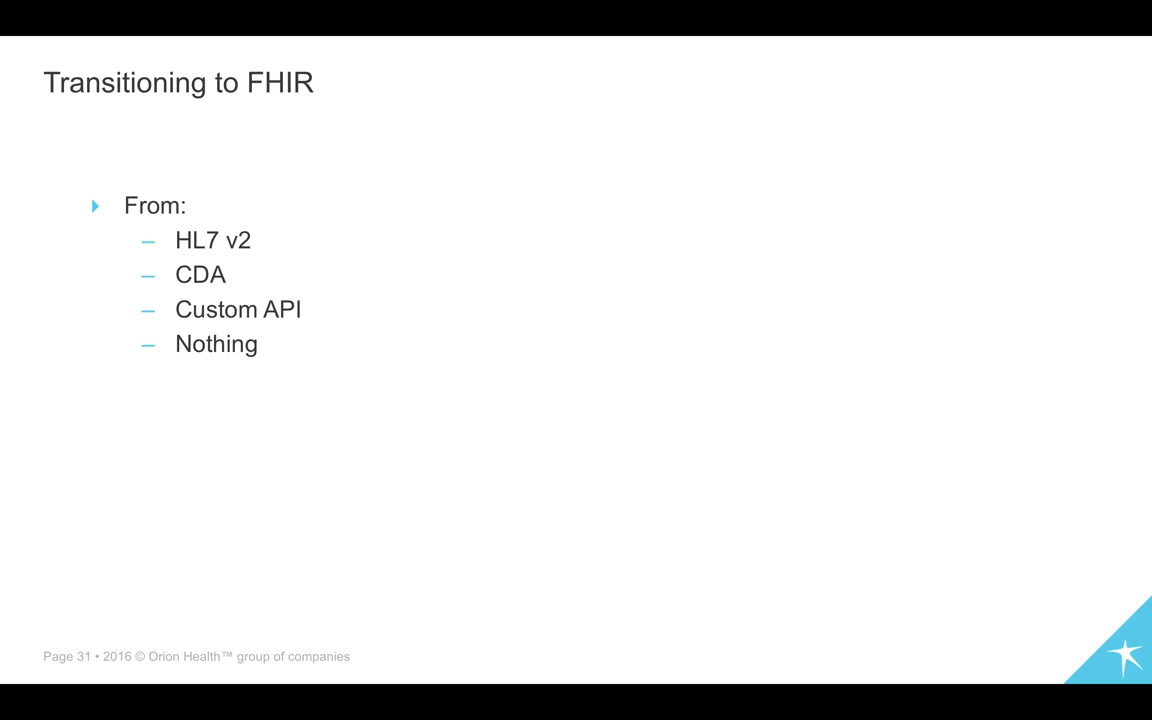 Transitioning to FHIR
From:
– HL7 v2
– CDA
– Custom API
– Nothing
Page 31 • 2016 © Orion Health™ group of companies